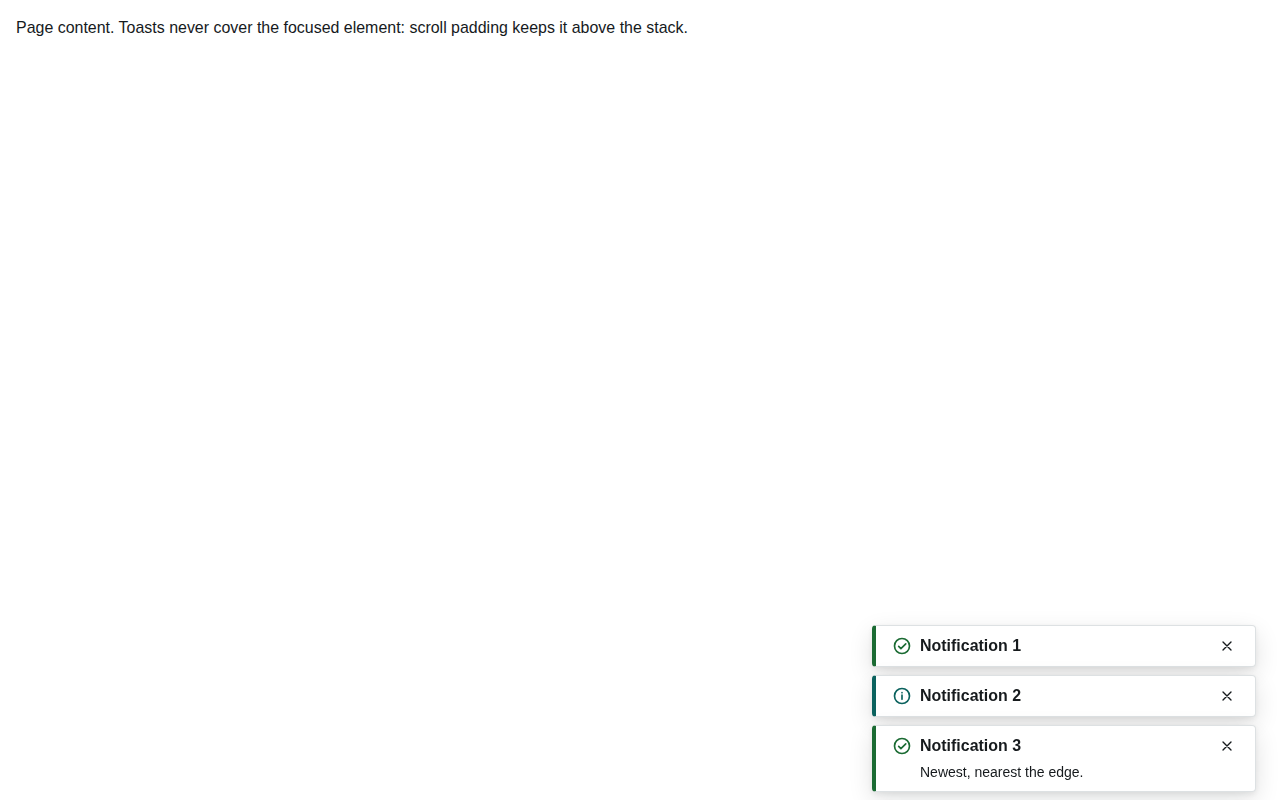 Page content. Toasts never cover the focused element: scroll padding keeps it above the stack.
Notification 1
Notification 2
Notification 3
Newest, nearest the edge.